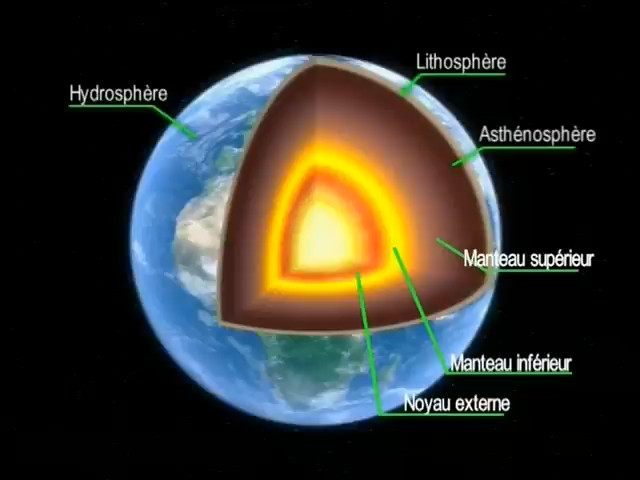 Lithosphère
Hydrosphère
Asthénosphère
Manteau supérieur
Manteau inférieur
Noyau externe